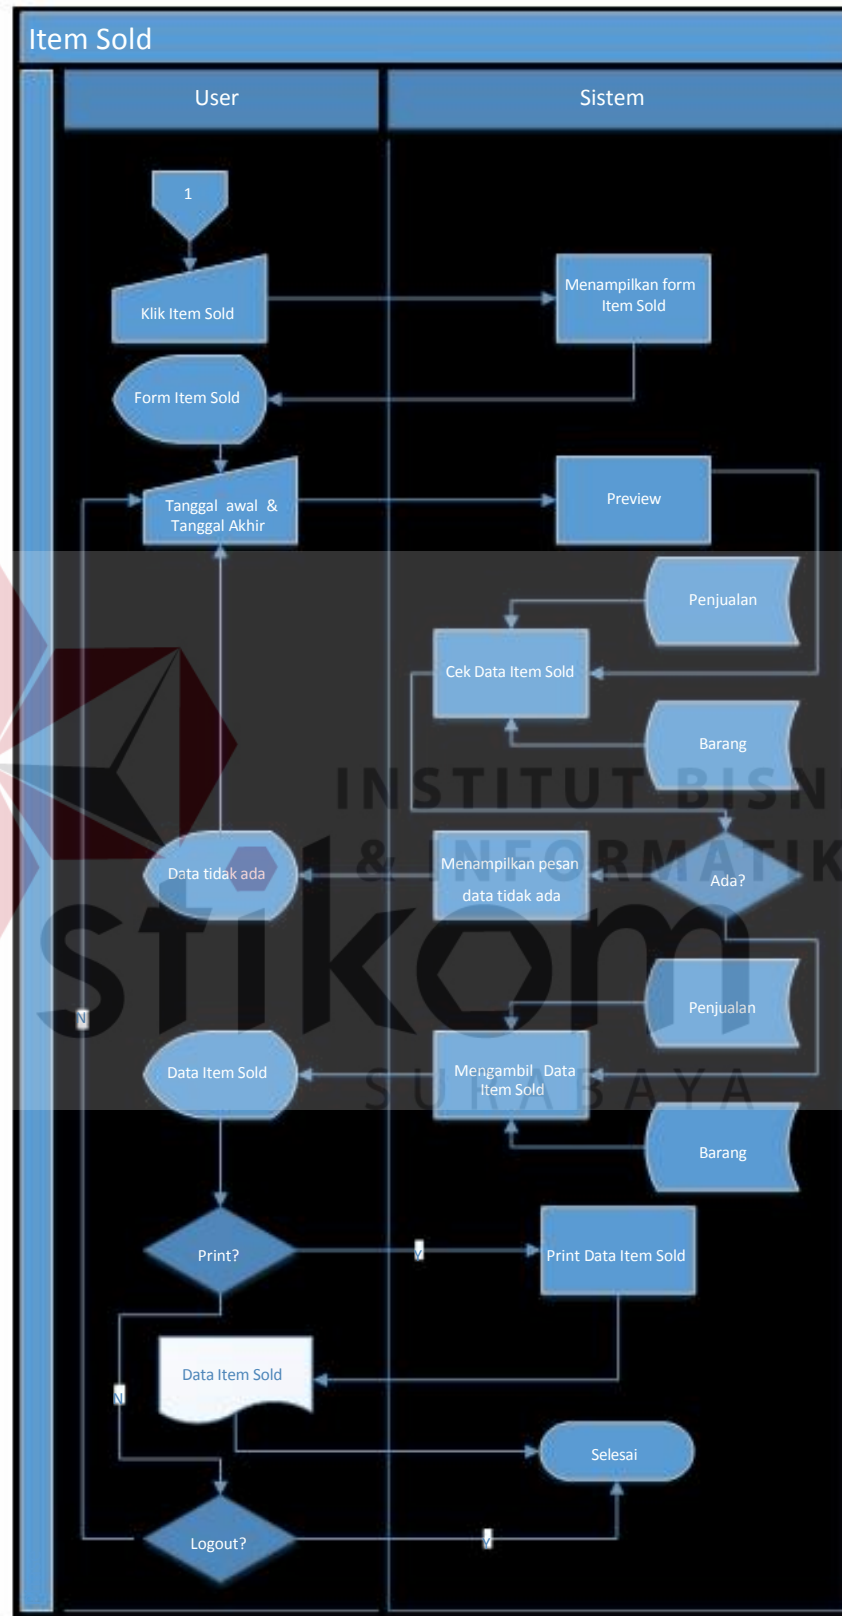 Item Sold
User
Sistem
1
Klik Item Sold
Menampilkan form
Item Sold
Form Item Sold
Tanggal awal &
Tanggal Akhir
Preview
Penjualan
Cek Data Item Sold
Barang
INSTITUT BISNI
& INFORMATIK
stikom
SURABAYA
Data tidak ada
Menampilkan pesan
data tidak ada
Ada?
Penjualan
N
Data Item Sold
Mengambil Data
Item Sold
Barang
Print?
Y
Print Data Item Sold
Data Item Sold
N
Selesai
Logout?
Y